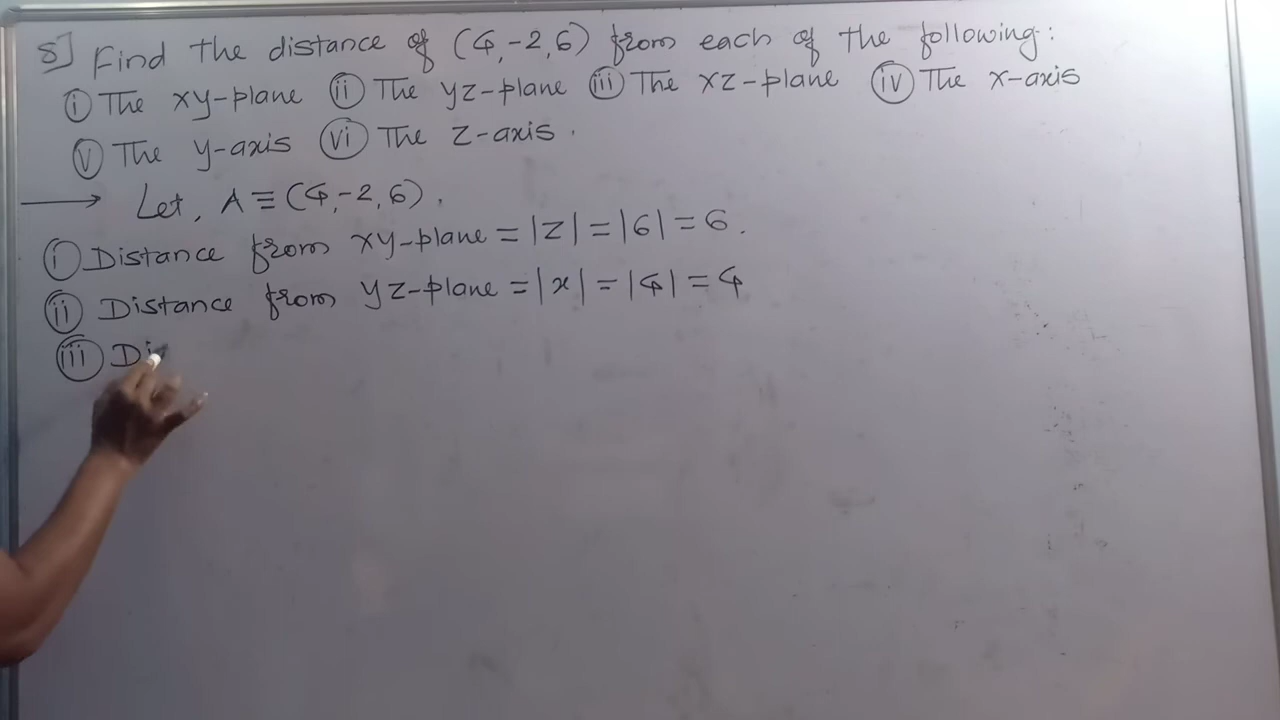 8] Find the distance of (4,-2,6) from each of the following:
(i) The xy-plane (ii) The yz-plane (iii) The xz-plane (iv) The x-axis
(v) The y-axis (vi) The z-axis.
→ Let, A≡(4,-2,6).
(i) Distance from xy-plane = |z| = |6| = 6.
(ii) Distance from yz-plane = |x| = |4| = 4
(iii) Di